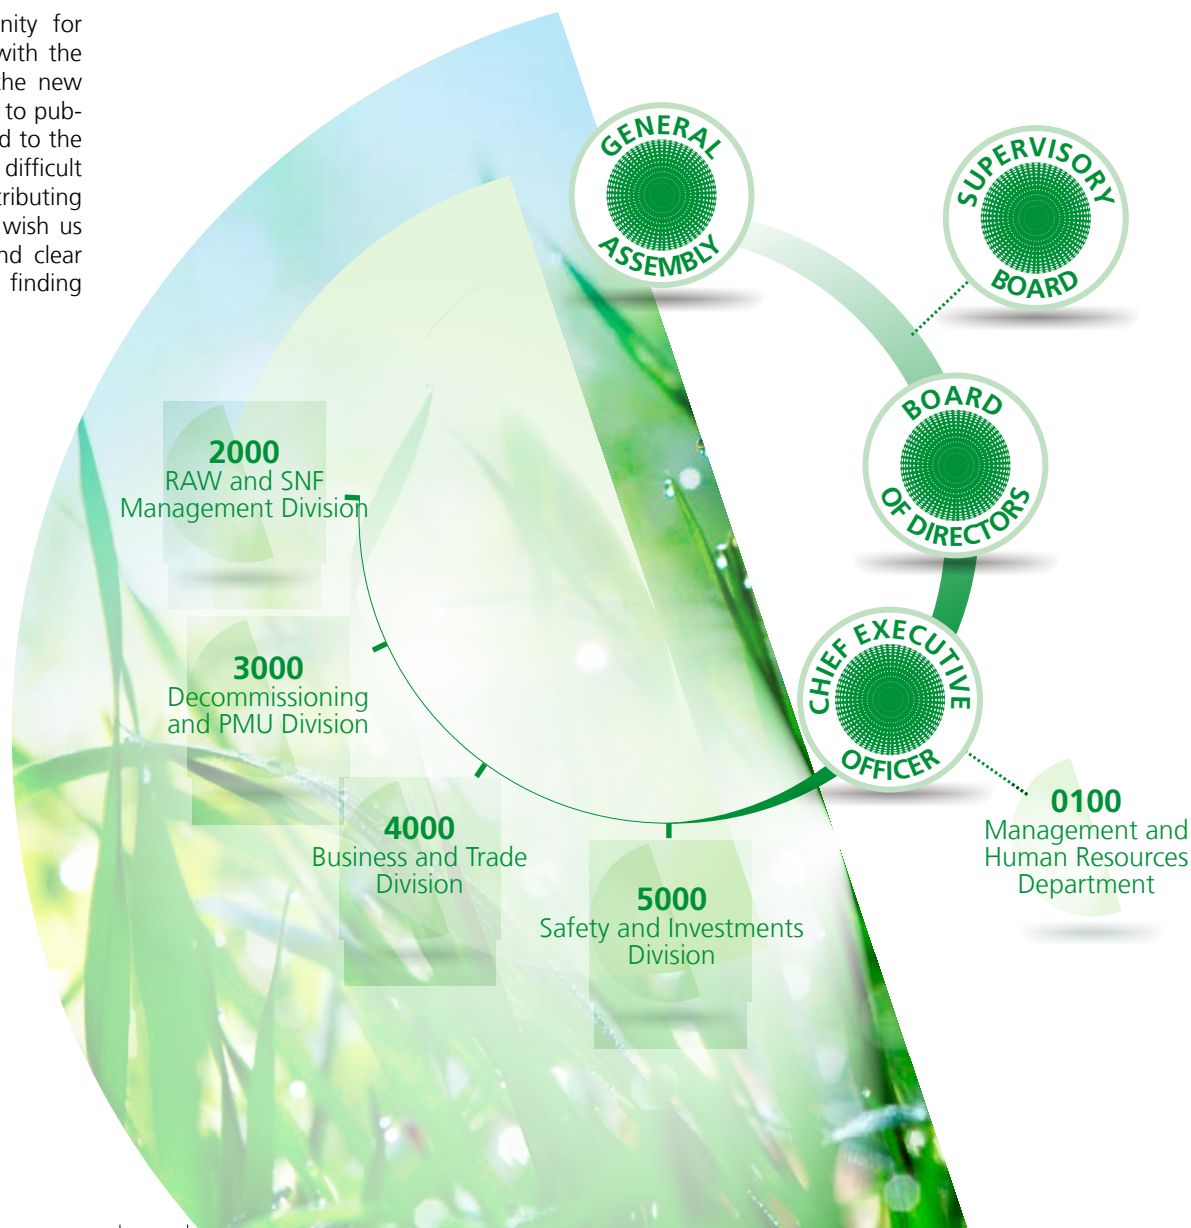 nity for
with the
the new
to pub-
d to the
difficult
tributing
wish us
nd clear
finding
GENERAL
ASSEMBLY
SUPERVISORY
BOARD
BOARD
OF DIRECTORS
CHIEF EXECUTIVE
OFFICER
2000
RAW and SNF
Management Division
3000
Decommissioning
and PMU Division
4000
Business and Trade
Division
5000
Safety and Investments
Division
0100
Management and
Human Resources
Department